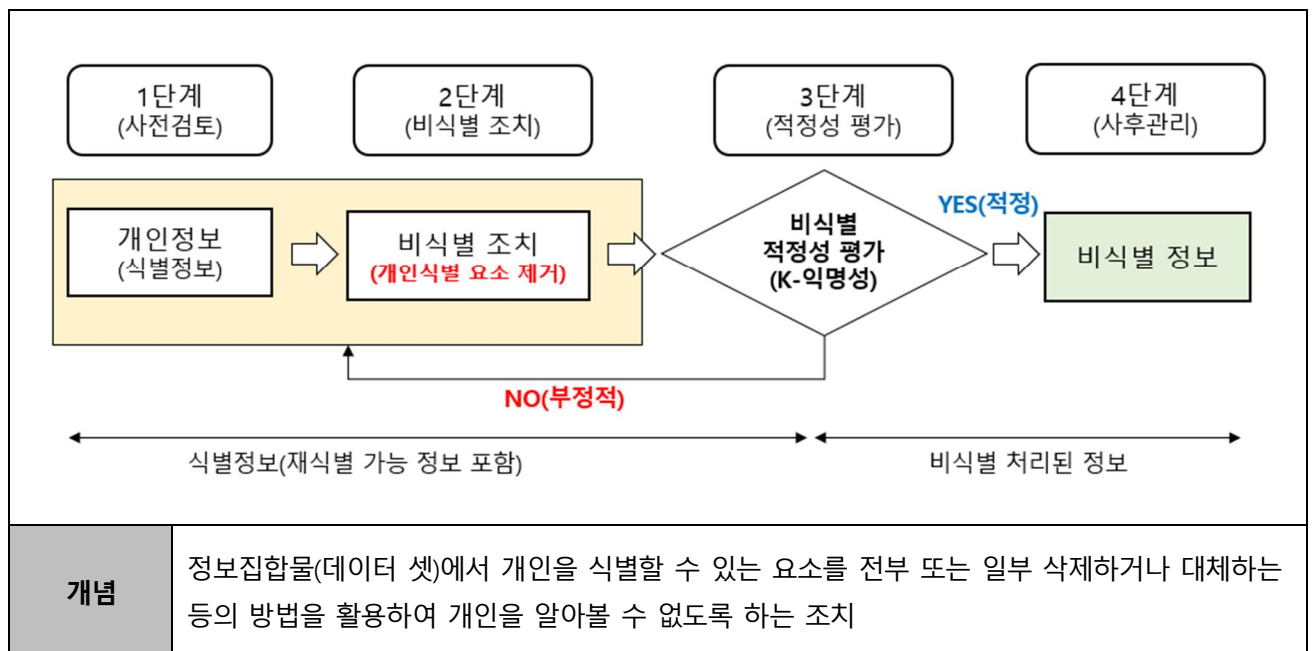 1단계
(사전검토)
2단계
(비식별 조치)
3단계
(적정성 평가)
4단계
(사후관리)
개인정보
(식별정보)
비식별 조치
(개인식별 요소 제거)
비식별
적정성 평가
(K-익명성)
YES(적정)
비식별 정보
NO(부정적)
식별정보(재식별 가능 정보 포함)
비식별 처리된 정보
개념
정보집합물(데이터 셋)에서 개인을 식별할 수 있는 요소를 전부 또는 일부 삭제하거나 대체하는
등의 방법을 활용하여 개인을 알아볼 수 없도록 하는 조치